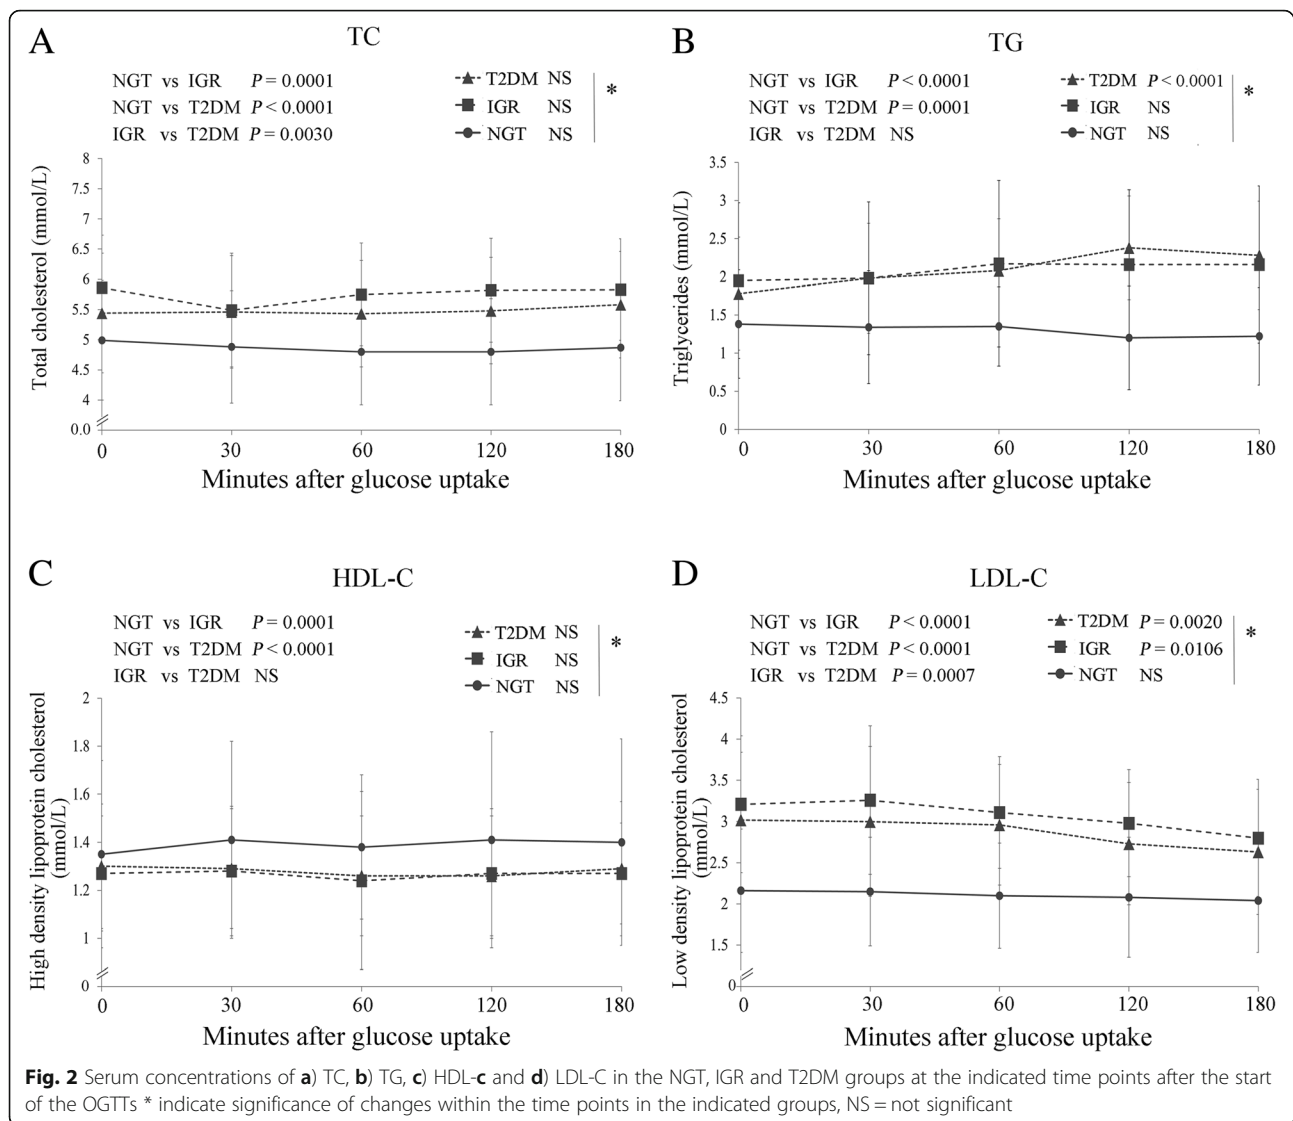 A
TC
NGT vs IGR P = 0.0001
NGT vs T2DM P < 0.0001
IGR vs T2DM P = 0.0030
T2DM NS
IGR NS
NGT NS
*
Total cholesterol (mmol/L)
8
7.5
7
6.5
6
5.5
5
4.5
4
0.0
0 30 60 120 180
Minutes after glucose uptake
B
TG
NGT vs IGR P < 0.0001
NGT vs T2DM P = 0.0001
IGR vs T2DM NS
T2DM P < 0.0001
IGR NS
NGT NS
*
Triglycerides (mmol/L)
3.5
3
2.5
2
1.5
1
0.5
0
0 30 60 120 180
Minutes after glucose uptake
C
HDL-C
NGT vs IGR P = 0.0001
NGT vs T2DM P < 0.0001
IGR vs T2DM NS
T2DM NS
IGR NS
NGT NS
*
High density lipoprotein cholesterol
(mmol/L)
2
1.8
1.6
1.4
1.2
1
0
0 30 60 120 180
Minutes after glucose uptake
D
LDL-C
NGT vs IGR P < 0.0001
NGT vs T2DM P < 0.0001
IGR vs T2DM P = 0.0007
T2DM P = 0.0020
IGR P = 0.0106
NGT NS
*
Low density lipoprotein cholesterol
(mmol/L)
4.5
4
3.5
3
2.5
2
1.5
0
0 30 60 120 180
Minutes after glucose uptake
Fig. 2 Serum concentrations of a) TC, b) TG, c) HDL-c and d) LDL-C in the NGT, IGR and T2DM groups at the indicated time points after the start
of the OGTTs * indicate significance of changes within the time points in the indicated groups, NS = not significant